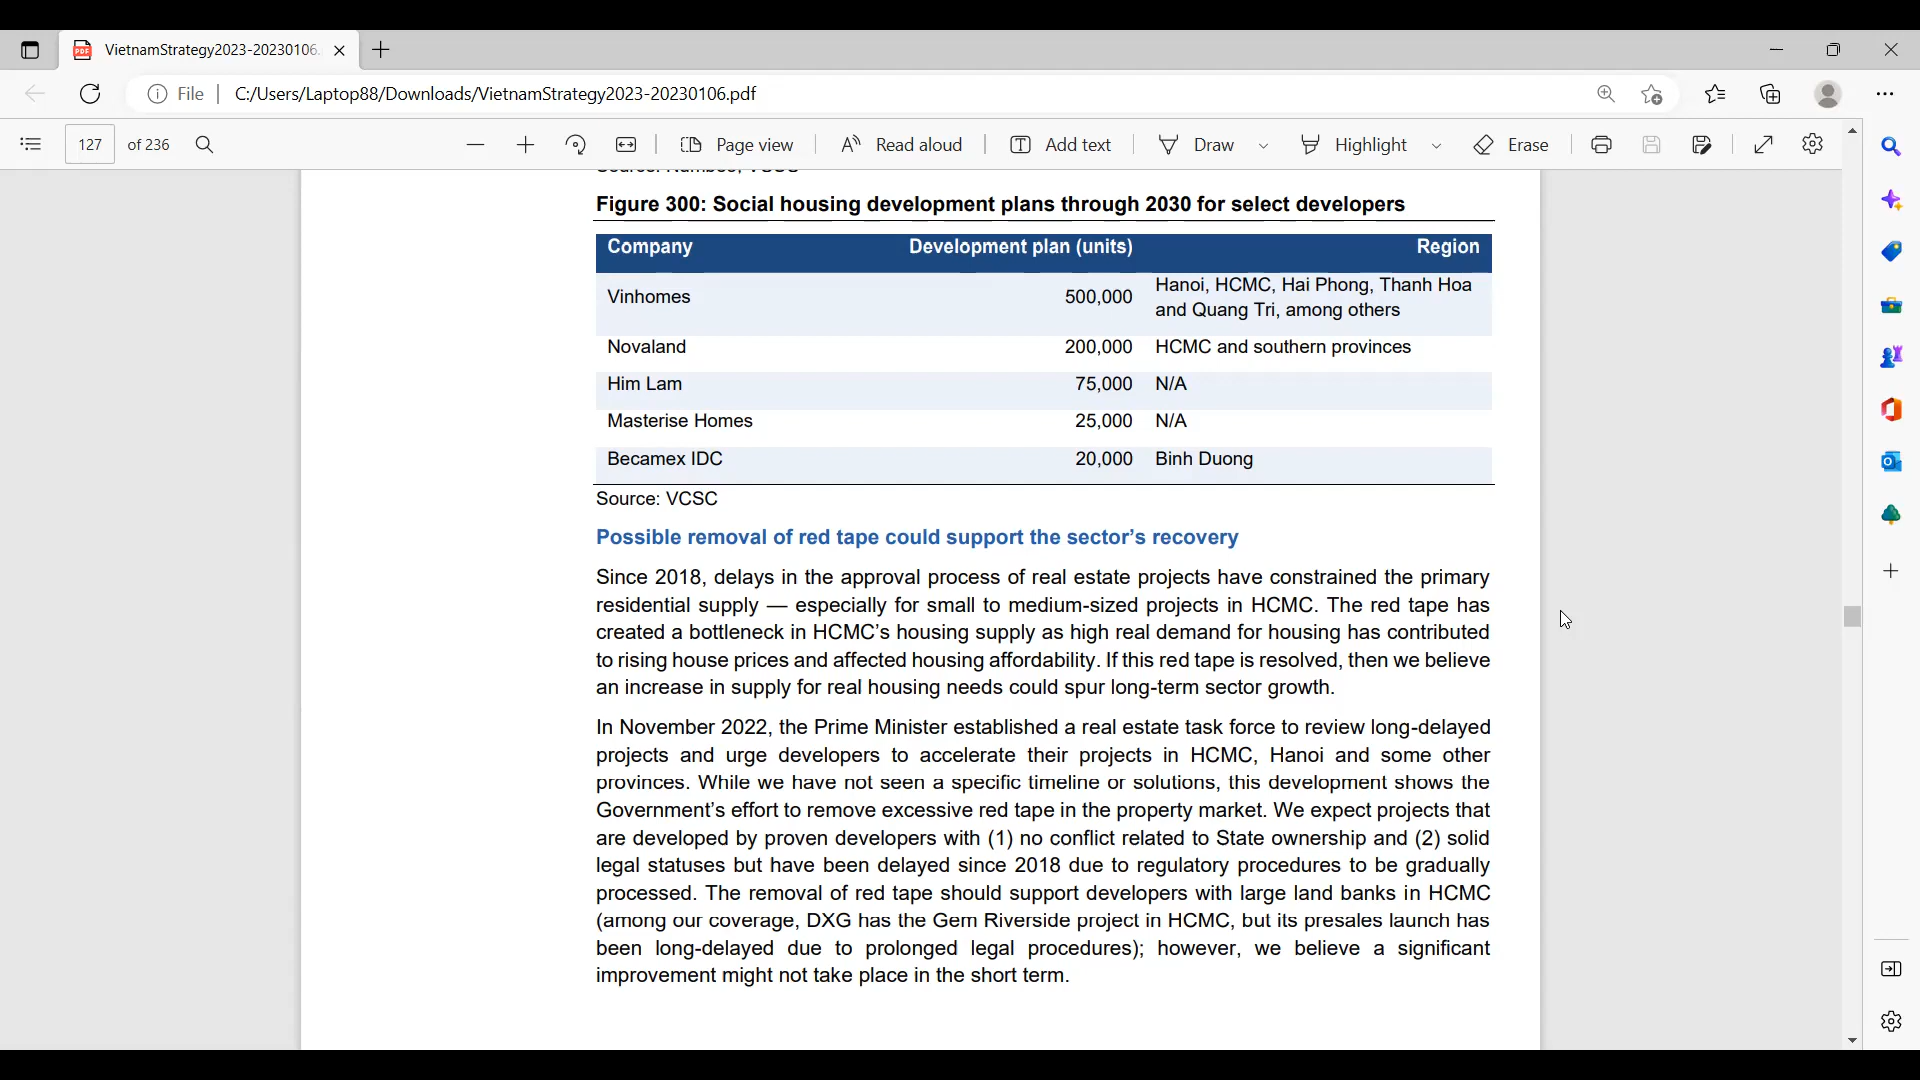 VietnamStrategy2023-20230106.
File
C:/Users/Laptop88/Downloads/VietnamStrategy2023-20230106.pdf
127 of 236
Page view
Read aloud
Add text
Draw
Highlight
Erase
Source: Numbeo, VCSC
Figure 300: Social housing development plans through 2030 for select developers
Company Development plan (units) Region
Vinhomes 500,000 Hanoi, HCMC, Hai Phong, Thanh Hoa
and Quang Tri, among others
Novaland 200,000 HCMC and southern provinces
Him Lam 75,000 N/A
Masterise Homes 25,000 N/A
Becamex IDC 20,000 Binh Duong
Source: VCSC
Possible removal of red tape could support the sector’s recovery
Since 2018, delays in the approval process of real estate projects have constrained the primary
residential supply — especially for small to medium-sized projects in HCMC. The red tape has
created a bottleneck in HCMC’s housing supply as high real demand for housing has contributed
to rising house prices and affected housing affordability. If this red tape is resolved, then we believe
an increase in supply for real housing needs could spur long-term sector growth.
In November 2022, the Prime Minister established a real estate task force to review long-delayed
projects and urge developers to accelerate their projects in HCMC, Hanoi and some other
provinces. While we have not seen a specific timeline or solutions, this development shows the
Government’s effort to remove excessive red tape in the property market. We expect projects that
are developed by proven developers with (1) no conflict related to State ownership and (2) solid
legal statuses but have been delayed since 2018 due to regulatory procedures to be gradually
processed. The removal of red tape should support developers with large land banks in HCMC
(among our coverage, DXG has the Gem Riverside project in HCMC, but its presales launch has
been long-delayed due to prolonged legal procedures); however, we believe a significant
improvement might not take place in the short term.